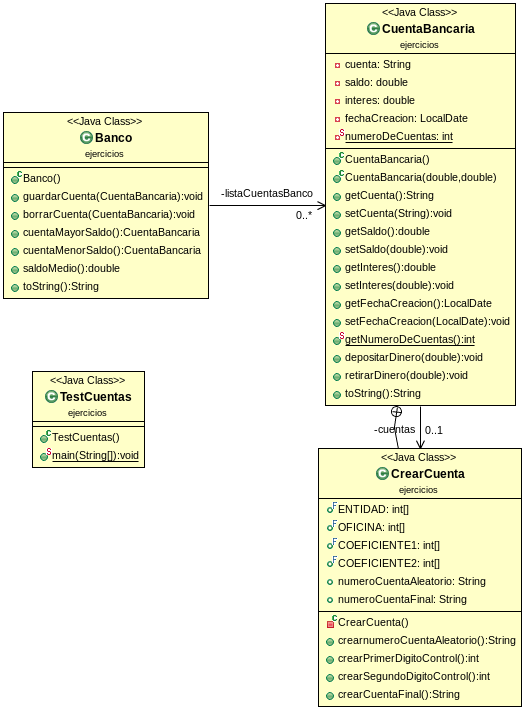 <<Java Class>>
CuentaBancaria
ejercicios
cuenta: String
saldo: double
interes: double
fechaCreacion: LocalDate
numeroDeCuentas: int
CuentaBancaria()
CuentaBancaria(double,double)
getCuenta():String
setCuenta(String):void
getSaldo():double
setSaldo(double):void
getInteres():double
setInteres(double):void
getFechaCreacion():LocalDate
setFechaCreacion(LocalDate):void
getNumeroDeCuentas():int
depositarDinero(double):void
retirarDinero(double):void
toString():String
<<Java Class>>
Banco
ejercicios
Banco()
guardarCuenta(CuentaBancaria):void
borrarCuenta(CuentaBancaria):void
cuentaMayorSaldo():CuentaBancaria
cuentaMenorSaldo():CuentaBancaria
saldoMedio():double
toString():String
-listaCuentasBanco
0..*
<<Java Class>>
TestCuentas
ejercicios
TestCuentas()
main(String[]):void
-cuentas
0..1
<<Java Class>>
CrearCuenta
ejercicios
ENTIDAD: int[]
OFICINA: int[]
COEFICIENTE1: int[]
COEFICIENTE2: int[]
numeroCuentaAleatorio: String
numeroCuentaFinal: String
CrearCuenta()
crearnumeroCuentaAleatorio():String
crearPrimerDigitoControl():int
crearSegundoDigitoControl():int
crearCuentaFinal():String